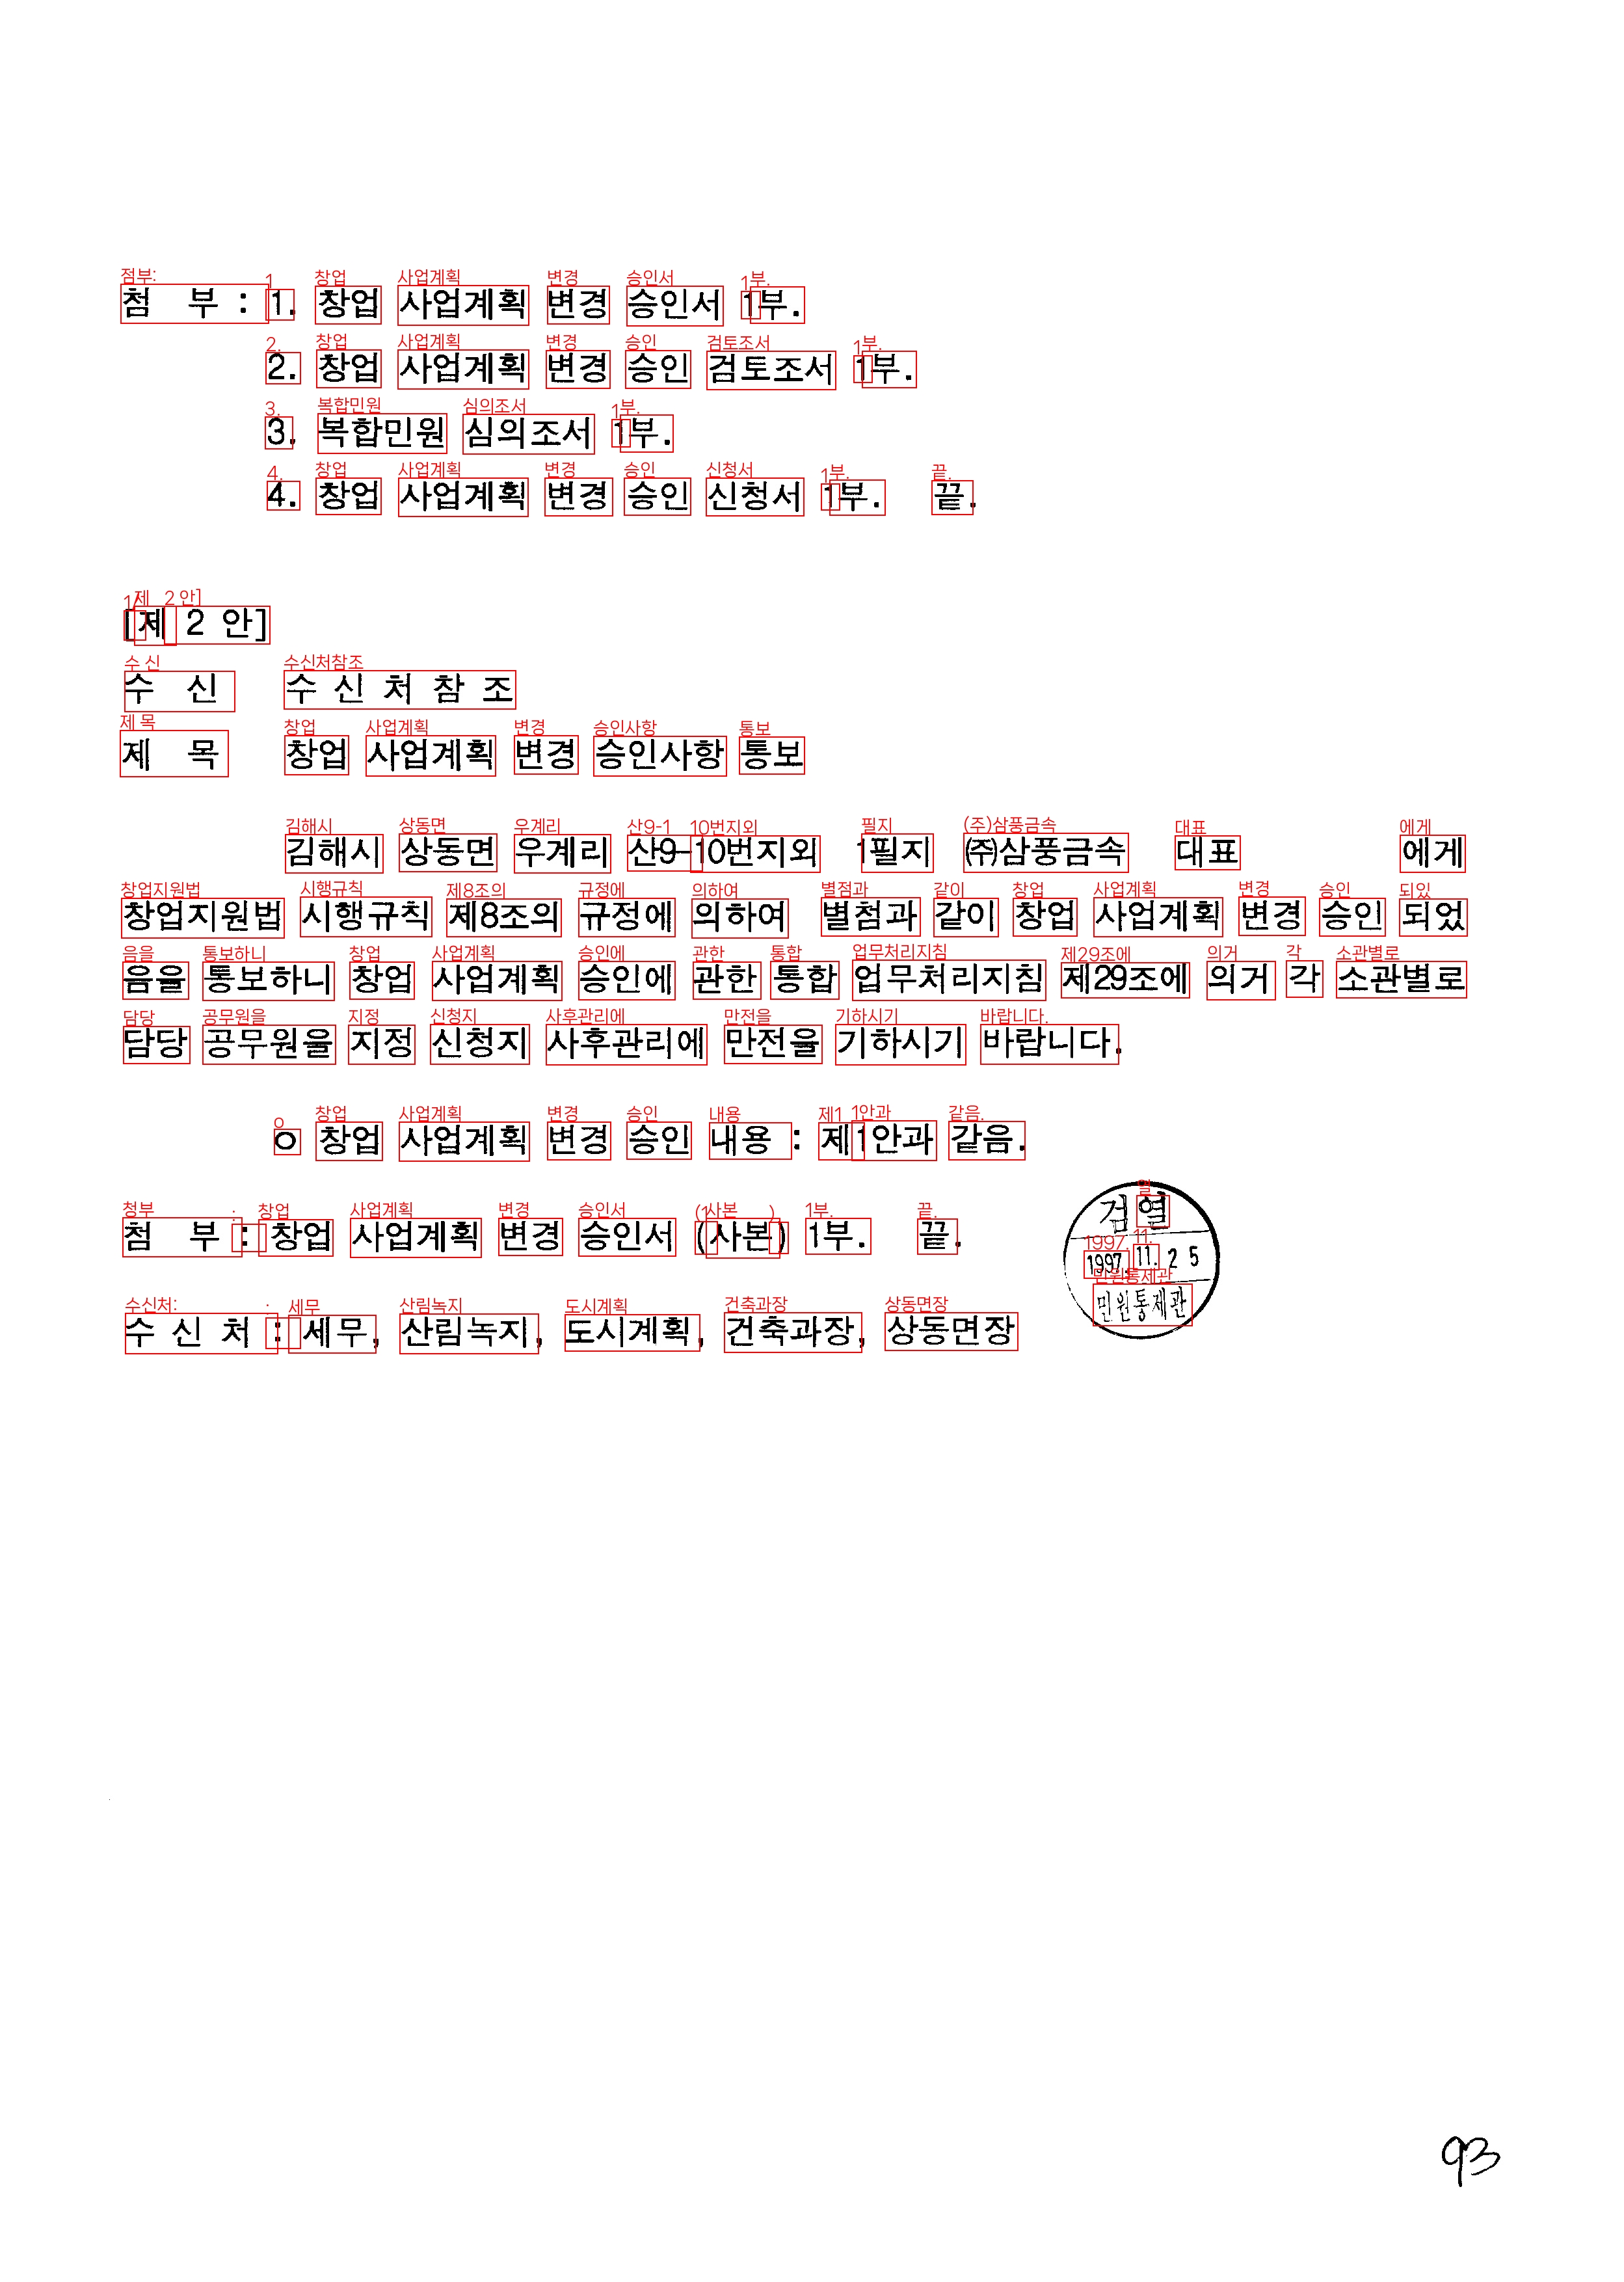 첨 부 : 1. 창업 사업계획 변경 승인서 1부.
2. 창업 사업계획 변경 승인 검토조서 1부.
3. 복합민원 심의조서 1부.
4. 창업 사업계획 변경 승인 신청서 1부. 끝.
[제 2 안]
수 신 수 신 처 참 조
제 목 창업 사업계획 변경 승인사항 통보
김해시 상동면 우계리 산9-10번지외 1필지 (주)삼풍금속 대표 에게
창업지원법 시행규칙 제8조의 규정에 의하여 별첨과 같이 창업 사업계획 변경 승인 되었
음을 통보하니 창업 사업계획 승인에 관한 통합 업무처리지침 제29조에 의거 각 소관별로
담당 공무원을 지정 신청지 사후관리에 만전을 기하시기 바랍니다.
ㅇ 창업 사업계획 변경 승인 내용 : 제1안과 같음.
첨 부 : 창업 사업계획 변경 승인서 (사본) 1부. 끝.
검열
1997. 11. 25
민원통제관
수 신 처 : 세무, 산림녹지, 도시계획, 건축과장, 상동면장
93